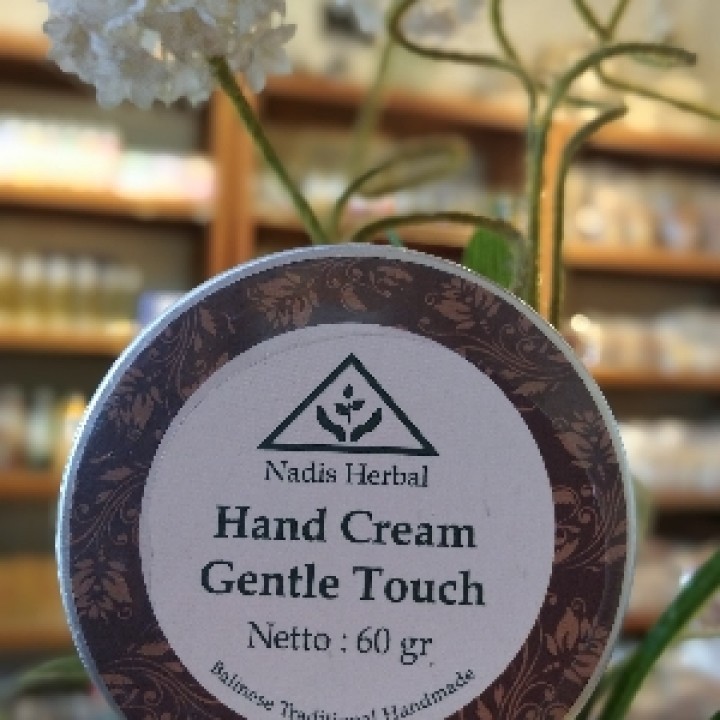 Nadis Herbal
Hand Cream
Gentle Touch
Netto : 60 gr
Balinese Traditional Handmade